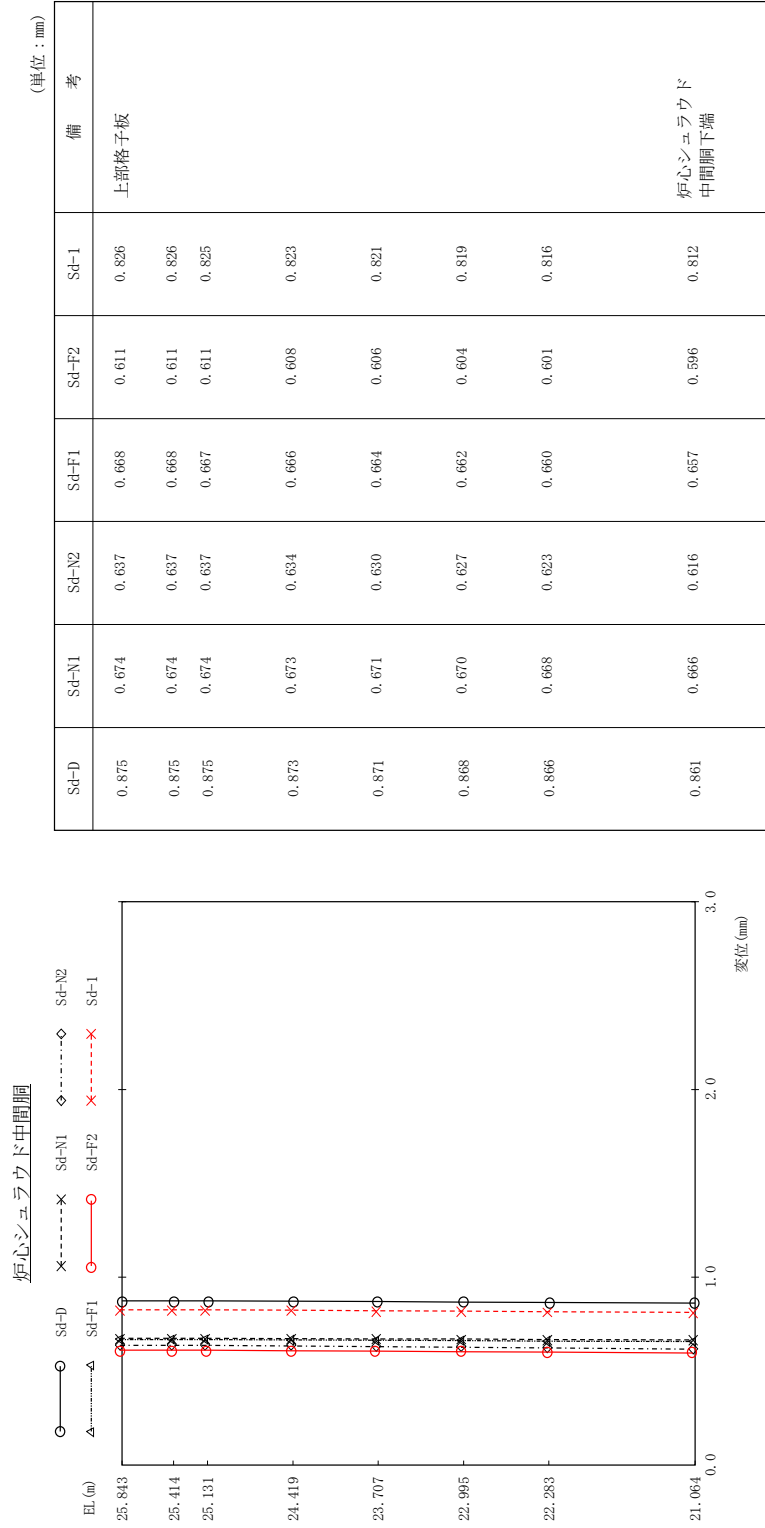 炉心シュラウド中間胴
Sd-D Sd-N1 Sd-N2
Sd-F1 Sd-F2 Sd-1
EL(m)
25.843
25.414
25.131
24.419
23.707
22.995
22.283
21.064
0.0 1.0 2.0 3.0
変位(mm)
(単位:mm)
Sd-D Sd-N1 Sd-N2 Sd-F1 Sd-F2 Sd-1 備 考
0.875 0.674 0.637 0.668 0.611 0.826 上部格子板
0.875 0.674 0.637 0.668 0.611 0.826
0.875 0.674 0.637 0.667 0.611 0.825
0.873 0.673 0.634 0.666 0.608 0.823
0.871 0.671 0.630 0.664 0.606 0.821
0.868 0.670 0.627 0.662 0.604 0.819
0.866 0.668 0.623 0.660 0.601 0.816
0.861 0.666 0.616 0.657 0.596 0.812 炉心シュラウド
中間胴下端